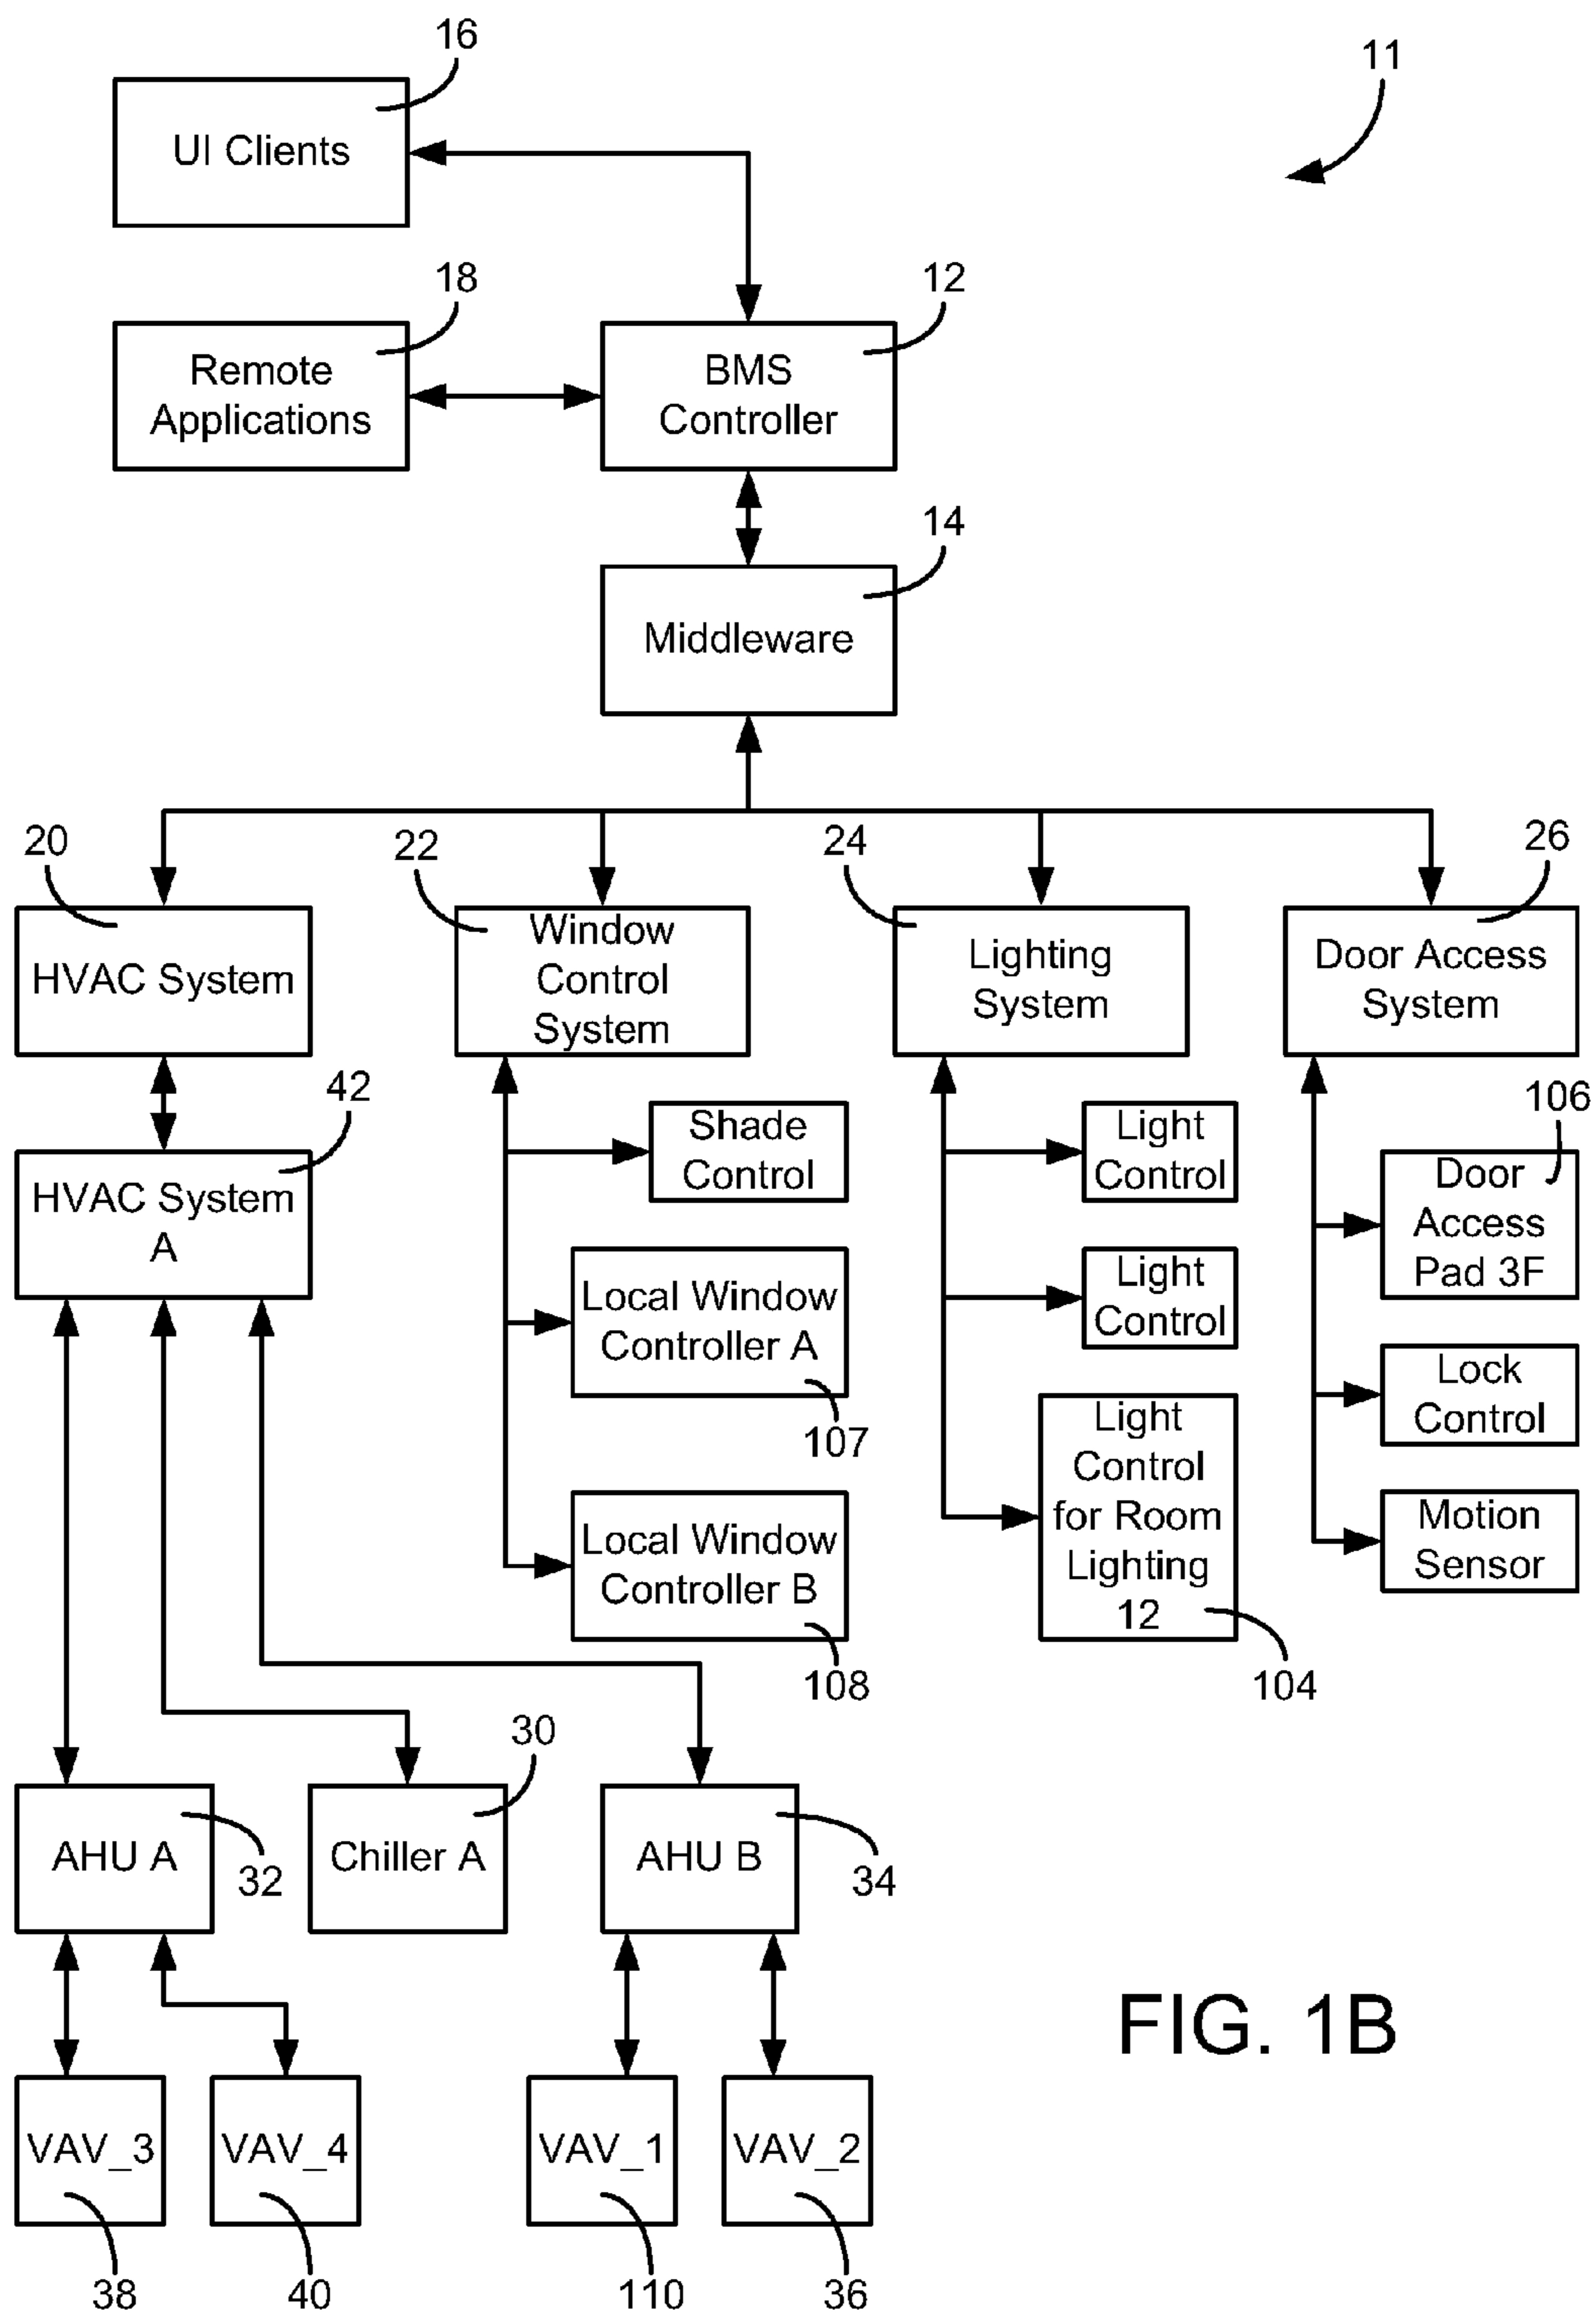 16
11
UI Clients
18
12
Remote
Applications
BMS
Controller
14
Middleware
20
22
24
26
HVAC System
Window
Control
System
Lighting
System
Door Access
System
42
106
HVAC System
A
Shade
Control
Light
Control
Door
Access
Pad 3F
Local Window
Controller A
107
Light
Control
Lock
Control
Local Window
Controller B
108
Light
Control
for Room
Lighting
12
104
Motion
Sensor
30
AHU A
32
Chiller A
AHU B
34
FIG. 1B
VAV_3
VAV_4
VAV_1
VAV_2
38
40
110
36